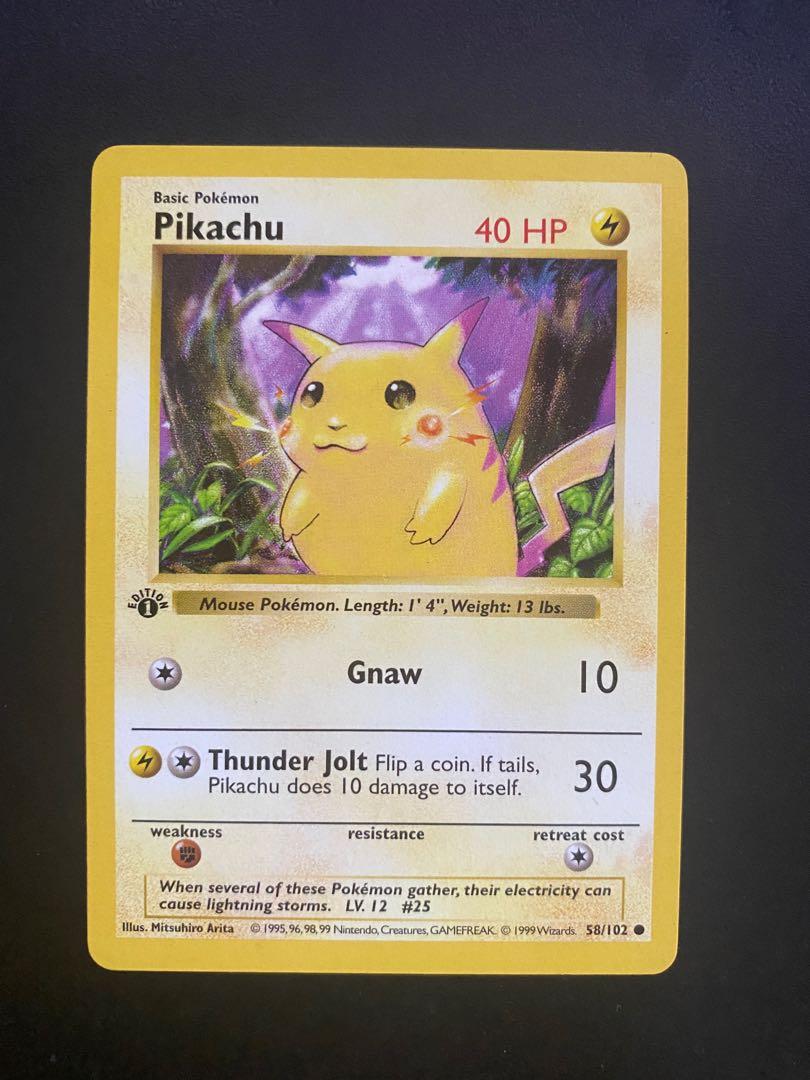 Basic Pokémon
Pikachu 40 HP
EDITION 1
Mouse Pokémon. Length: 1' 4", Weight: 13 lbs.
Gnaw 10
Thunder Jolt Flip a coin. If tails,
Pikachu does 10 damage to itself. 30
weakness resistance retreat cost
When several of these Pokémon gather, their electricity can
cause lightning storms. LV. 12 #25
Illus. Mitsuhiro Arita © 1995, 96, 98, 99 Nintendo, Creatures, GAMEFREAK. © 1999 Wizards. 58/102